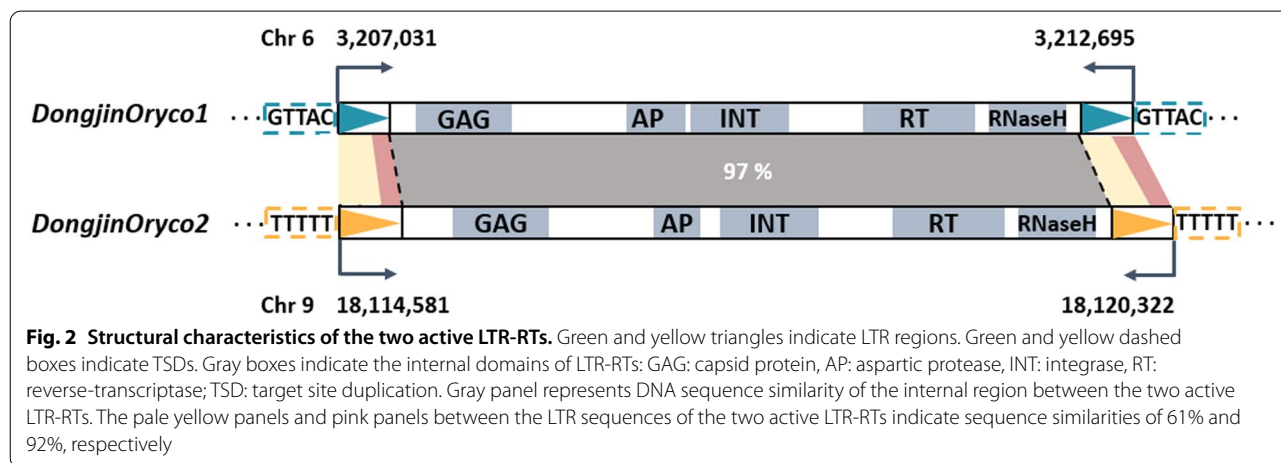 Chr 6 3,207,031 3,212,695
DongjinOryco1 ··· GTTAC GAG AP INT RT RNaseH GTTAC ···
97 %
DongjinOryco2 ··· TTTTT GAG AP INT RT RNaseH TTTTT ···
Chr 9 18,114,581 18,120,322
Fig. 2 Structural characteristics of the two active LTR-RTs. Green and yellow triangles indicate LTR regions. Green and yellow dashed
boxes indicate TSDs. Gray boxes indicate the internal domains of LTR-RTs: GAG: capsid protein, AP: aspartic protease, INT: integrase, RT:
reverse-transcriptase; TSD: target site duplication. Gray panel represents DNA sequence similarity of the internal region between the two active
LTR-RTs. The pale yellow panels and pink panels between the LTR sequences of the two active LTR-RTs indicate sequence similarities of 61% and
92%, respectively